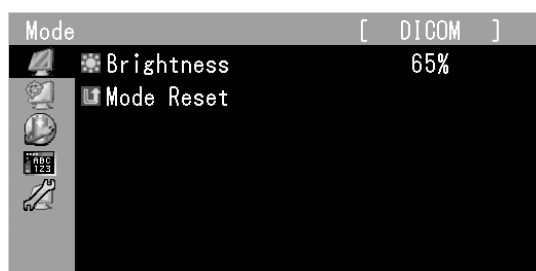 Mode [ DICOM ]
Brightness 65%
Mode Reset
ABC
123